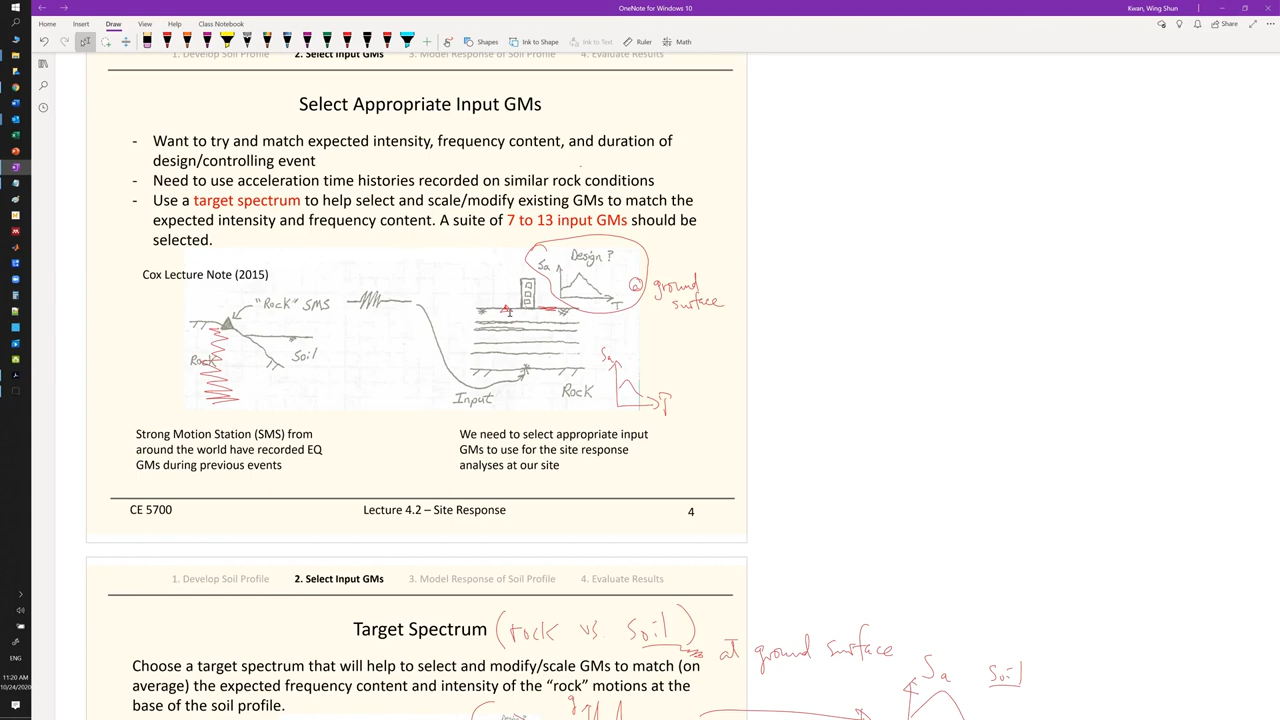 OneNote for Windows 10
Kwan, Wing Shun
Home Insert Draw View Help Class Notebook
Share
Shapes Ink to Shape Ink to Text Ruler Math
1. Develop Soil Profile 2. Select Input GMs 3. Model Response of Soil Profile 4. Evaluate Results
Select Appropriate Input GMs
- Want to try and match expected intensity, frequency content, and duration of
design/controlling event
- Need to use acceleration time histories recorded on similar rock conditions
- Use a target spectrum to help select and scale/modify existing GMs to match the
expected intensity and frequency content. A suite of 7 to 13 input GMs should be
selected.
Cox Lecture Note (2015)
"Rock" SMS
Rock
Soil
Input
Rock
Design?
Sa
T
@ ground
surface
Sa
T
Strong Motion Station (SMS) from
around the world have recorded EQ
GMs during previous events
We need to select appropriate input
GMs to use for the site response
analyses at our site
CE 5700 Lecture 4.2 – Site Response 4
1. Develop Soil Profile 2. Select Input GMs 3. Model Response of Soil Profile 4. Evaluate Results
Target Spectrum (rock vs. Soil)
at ground surface
Choose a target spectrum that will help to select and modify/scale GMs to match (on
average) the expected frequency content and intensity of the "rock" motions at the
base of the soil profile.
Sa
Soil
ENG
11:20 AM
10/24/2020